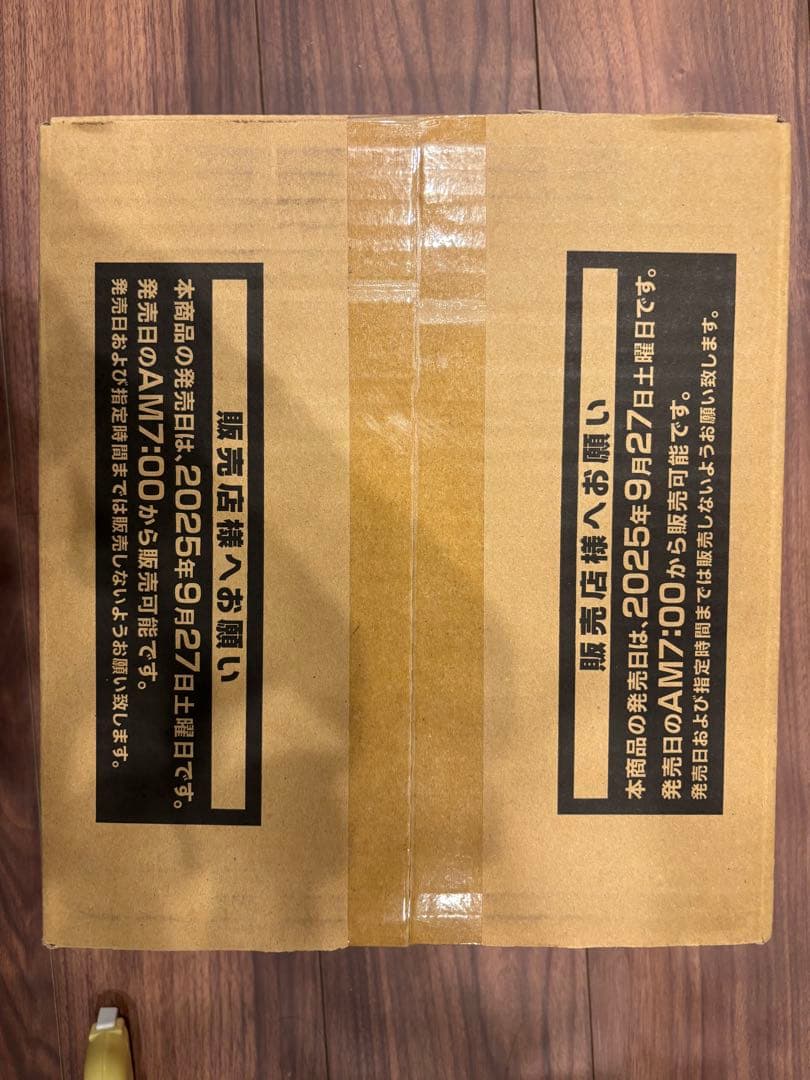 販売店様へお願い
本商品の発売日は、2025年9月27日土曜日です。
発売日のAM7:00から販売可能です。
発売日および指定時間までは販売しないようお願い致します。
販売店様へお願い
本商品の発売日は、2025年9月27日土曜日です。
発売日のAM7:00から販売可能です。
発売日および指定時間までは販売しないようお願い致します。